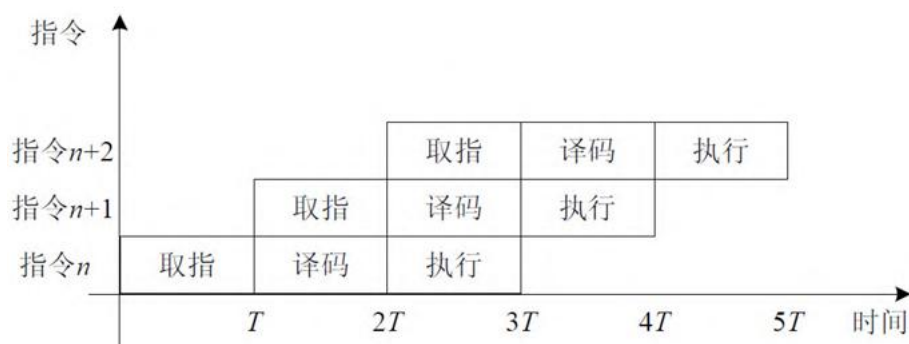 指令
指令n+2 取指 译码 执行
指令n+1 取指 译码 执行
指令n 取指 译码 执行
T 2T 3T 4T 5T 时间